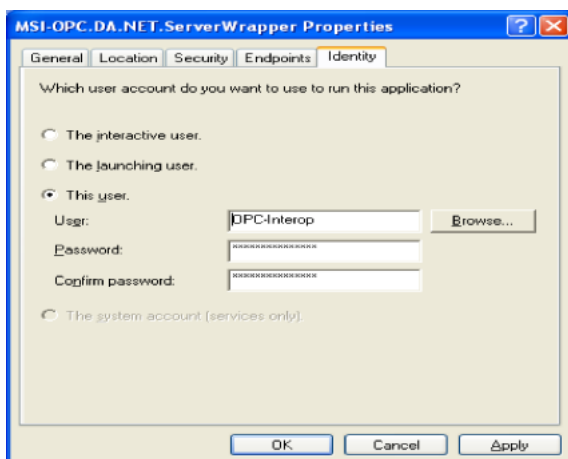 MSI-OPC.DA.NET.ServerWrapper Properties
General Location Security Endpoints Identity
Which user account do you want to use to run this application?
The interactive user.
The launching user.
This user.
User: OPC-Interop Browse...
Password: ***************
Confirm password: ***************
The system account (services only).
OK Cancel Apply